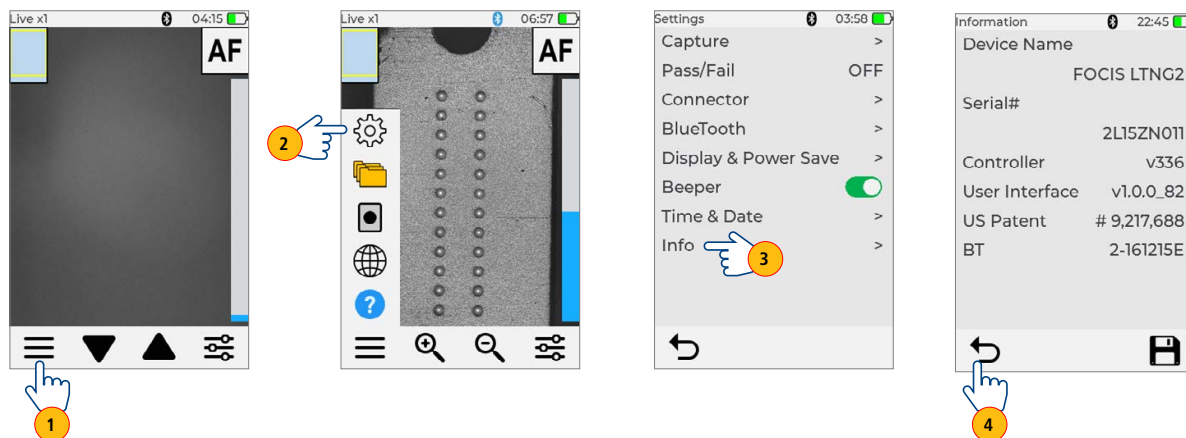 Live x1 04:15
AF
1
Live x1 06:57
AF
2
?
Settings 03:58
Capture >
Pass/Fail OFF
Connector >
BlueTooth >
Display & Power Save >
Beeper
Time & Date >
Info >
3
Information 22:45
Device Name
FOCIS LTNG2
Serial#
2L15ZN011
Controller v336
User Interface v1.0.0_82
US Patent # 9,217,688
BT 2-161215E
4